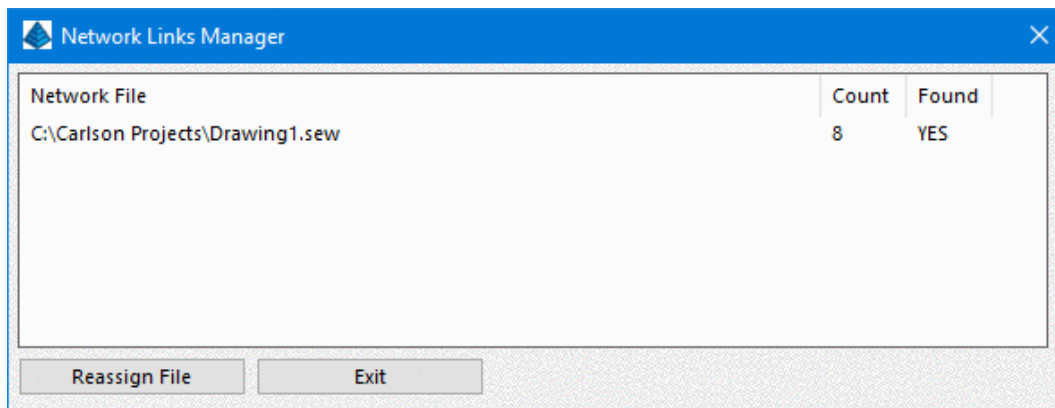 Network Links Manager
Network File Count Found
C:\Carlson Projects\Drawing1.sew 8 YES
Reassign File Exit